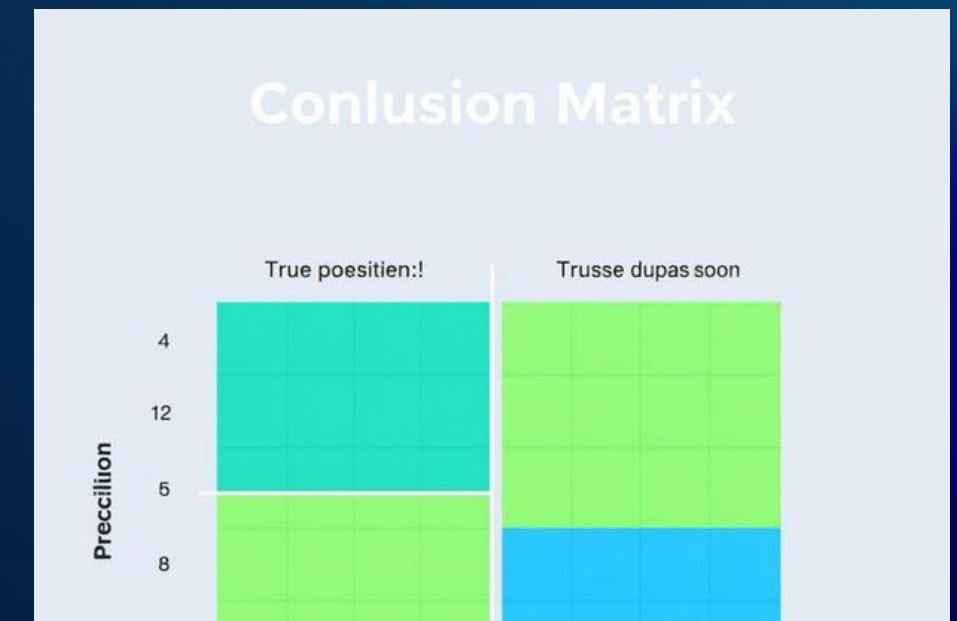 Conlusion Matrix
True poesitien:!
Trusse dupas soon
4
12
5
8
Precciliion